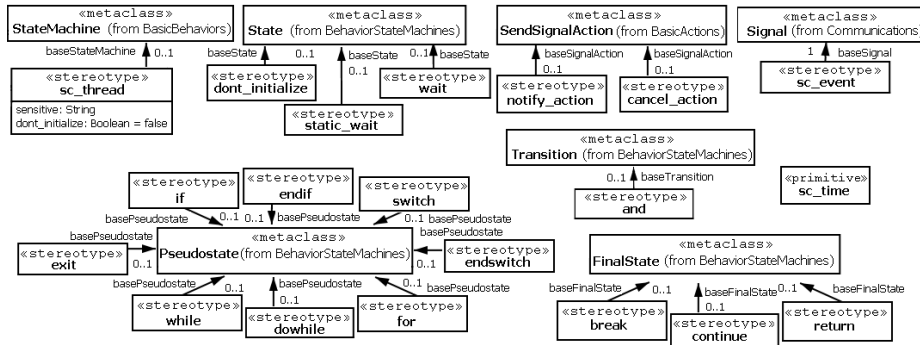 «metaclass»
StateMachine (from BasicBehaviors)
baseStateMachine
0..1
«stereotype»
sc_thread
sensitive: String
dont_initialize: Boolean = false
«metaclass»
State (from BehaviorStateMachines)
baseState
0..1
baseState
0..1
baseState
0..1
«stereotype»
dont_initialize
«stereotype»
static_wait
«stereotype»
wait
«metaclass»
SendSignalAction (from BasicActions)
baseSignalAction
0..1
baseSignalAction
0..1
«stereotype»
notify_action
«stereotype»
cancel_action
«metaclass»
Signal (from Communications)
1
baseSignal
«stereotype»
sc_event
«metaclass»
Transition (from BehaviorStateMachines)
0..1
baseTransition
«stereotype»
and
«primitive»
sc_time
«stereotype»
if
«stereotype»
endif
«stereotype»
switch
basePseudostate
0..1
0..1
basePseudostate
0..1
basePseudostate
basePseudostate
basePseudostate
«stereotype»
exit
0..1
«metaclass»
Pseudostate (from BehaviorStateMachines)
0..1
«stereotype»
endswitch
basePseudostate
0..1
basePseudostate
0..1
basePseudostate
0..1
«stereotype»
while
«stereotype»
dowhile
«stereotype»
for
«metaclass»
FinalState (from BehaviorStateMachines)
baseFinalState
0..1
baseFinalState
0..1
0..1
baseFinalState
«stereotype»
break
«stereotype»
continue
«stereotype»
return